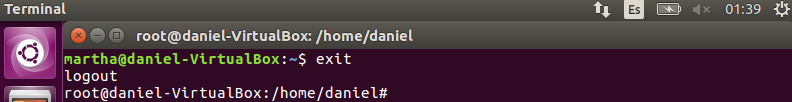 Terminal
Es
01:39
root@daniel-VirtualBox: /home/daniel
martha@daniel-VirtualBox:~$ exit
logout
root@daniel-VirtualBox:/home/daniel#